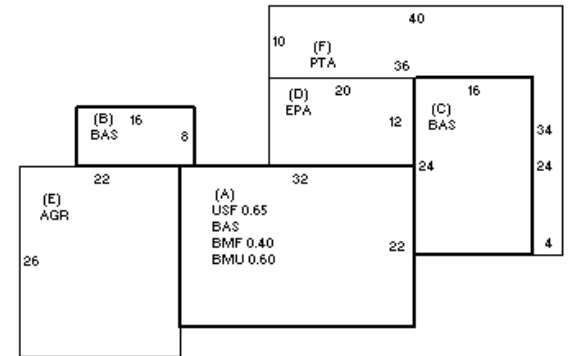 40
10
(F)
PTA
36
(D)
20
EPA
12
16
(C)
BAS
34
24
24
4
(B)
16
BAS
8
22
(E)
AGR
26
32
(A)
USF 0.65
BAS
BMF 0.40
BMU 0.60
22